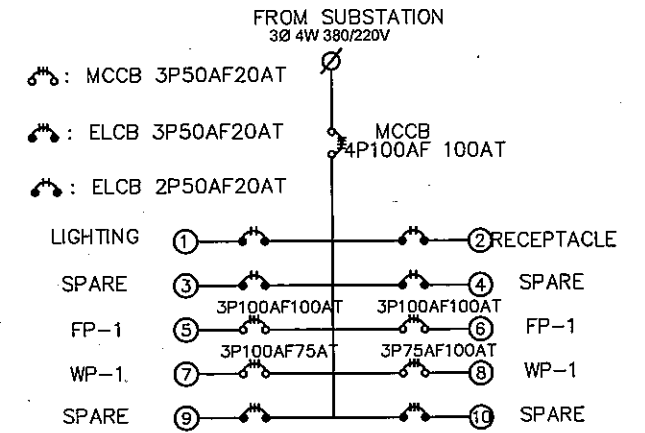 FROM SUBSTATION
3Ø 4W 380/220V
: MCCB 3P50AF20AT
: ELCB 3P50AF20AT
: ELCB 2P50AF20AT
MCCB
4P100AF 100AT
LIGHTING 1 2 RECEPTACLE
SPARE 3 4 SPARE
3P100AF100AT 3P100AF100AT
FP-1 5 6 FP-1
3P100AF75AT 3P75AF100AT
WP-1 7 8 WP-1
SPARE 9 10 SPARE